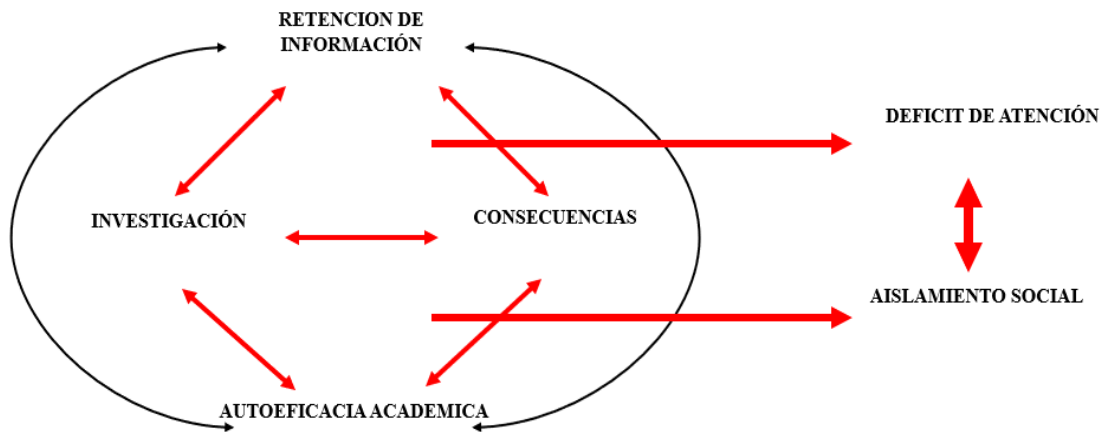 RETENCION DE
INFORMACIÓN
DEFICIT DE ATENCIÓN
INVESTIGACIÓN
CONSECUENCIAS
AISLAMIENTO SOCIAL
AUTOEFICACIA ACADEMICA